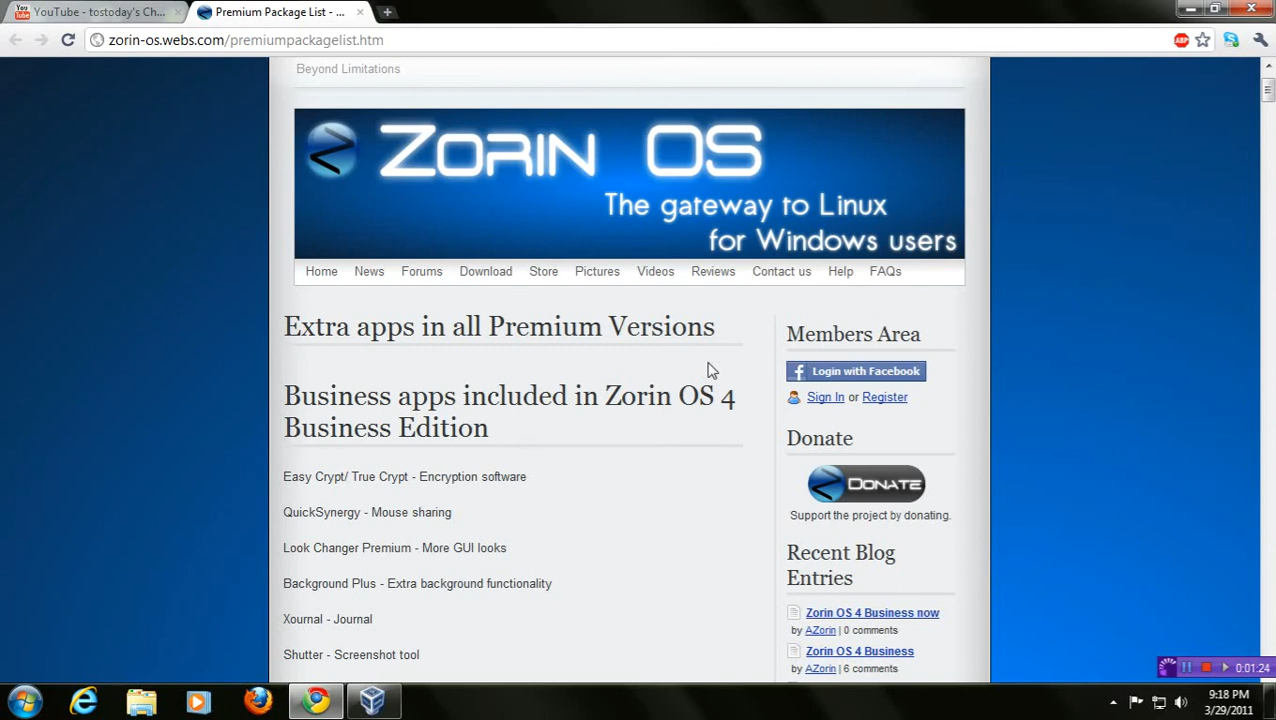 YouTube - tostoday's Ch...
Premium Package List - ...
zorin-os.webs.com/premiumpackagelist.htm
ABP
Beyond Limitations
Zorin OS
The gateway to Linux
for Windows users
Home News Forums Download Store Pictures Videos Reviews Contact us Help FAQs
Extra apps in all Premium Versions
Business apps included in Zorin OS 4
Business Edition
Easy Crypt/ True Crypt - Encryption software
QuickSynergy - Mouse sharing
Look Changer Premium - More GUI looks
Background Plus - Extra background functionality
Xournal - Journal
Shutter - Screenshot tool
Members Area
Login with Facebook
Sign In or Register
Donate
Donate
Support the project by donating.
Recent Blog
Entries
Zorin OS 4 Business now
by AZorin | 0 comments
Zorin OS 4 Business
by AZorin | 6 comments
0:01:24
9:18 PM
3/29/2011